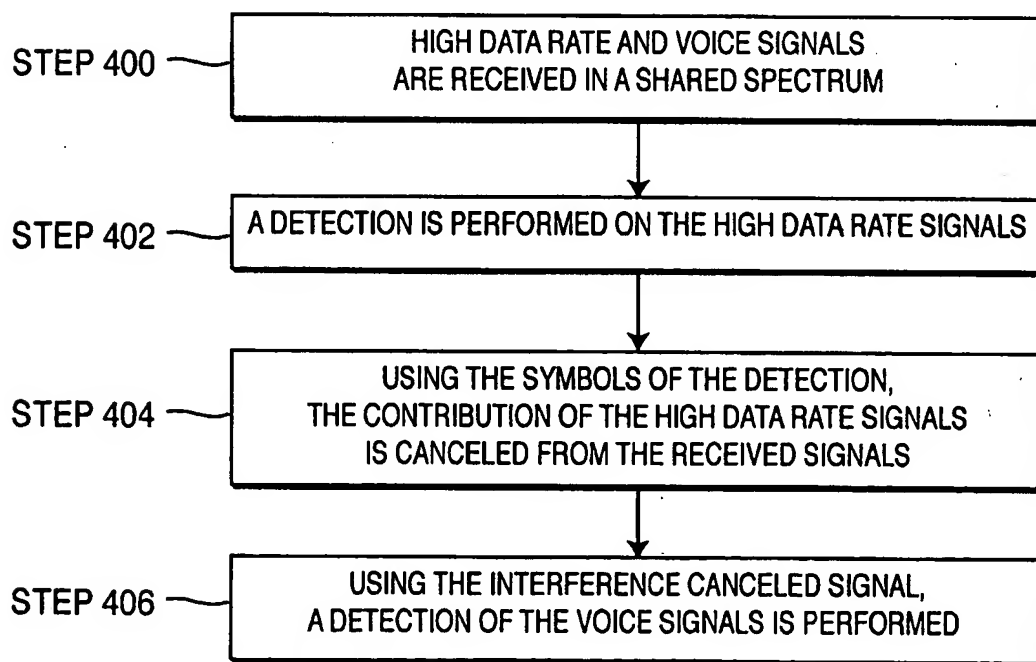 STEP 400
HIGH DATA RATE AND VOICE SIGNALS
ARE RECEIVED IN A SHARED SPECTRUM
STEP 402
A DETECTION IS PERFORMED ON THE HIGH DATA RATE SIGNALS
STEP 404
USING THE SYMBOLS OF THE DETECTION,
THE CONTRIBUTION OF THE HIGH DATA RATE SIGNALS
IS CANCELED FROM THE RECEIVED SIGNALS
STEP 406
USING THE INTERFERENCE CANCELED SIGNAL,
A DETECTION OF THE VOICE SIGNALS IS PERFORMED